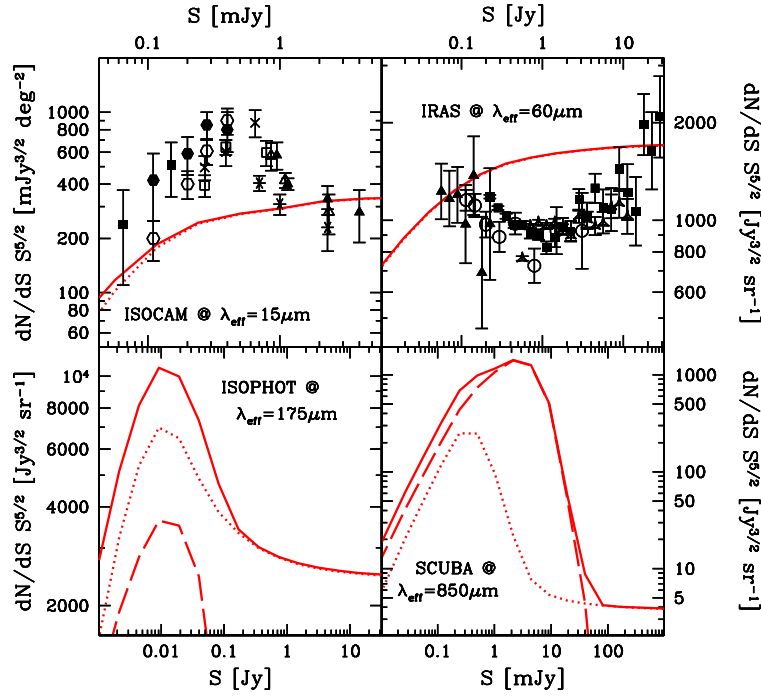 S [mJy]
S [Jy]
0.1
1
0.1
1
10
dN/dS S^5/2 [mJy^3/2 deg^−2]
1000
800
600
400
200
100
80
60
ISOCAM @ λeff=15μm
IRAS @ λeff=60μm
2000
1000
800
600
dN/dS S^5/2 [Jy^3/2 sr^−1]
dN/dS S^5/2 [Jy^3/2 sr^−1]
10^4
8000
6000
4000
2000
ISOPHOT @
λeff=175μm
SCUBA @
λeff=850μm
1000
500
100
50
10
5
dN/dS S^5/2 [Jy^3/2 sr^−1]
0.01
0.1
1
10
0.1
1
10
100
S [Jy]
S [mJy]